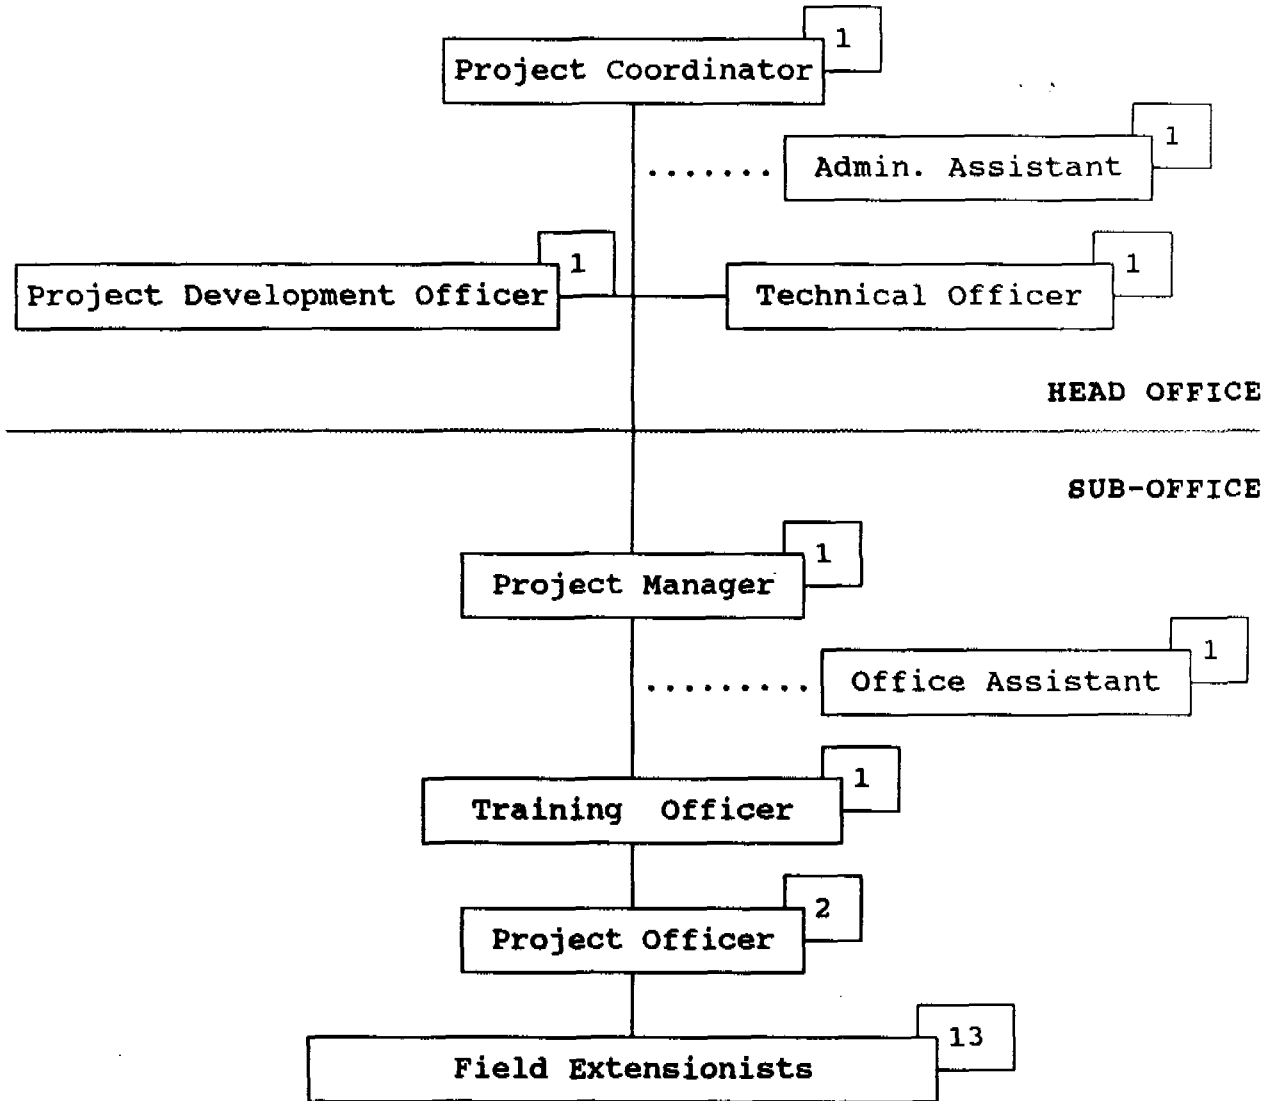 1
Project Coordinator
1
Admin. Assistant
1
Project Development Officer
1
Technical Officer
HEAD OFFICE
SUB-OFFICE
1
Project Manager
1
Office Assistant
1
Training Officer
2
Project Officer
13
Field Extensionists